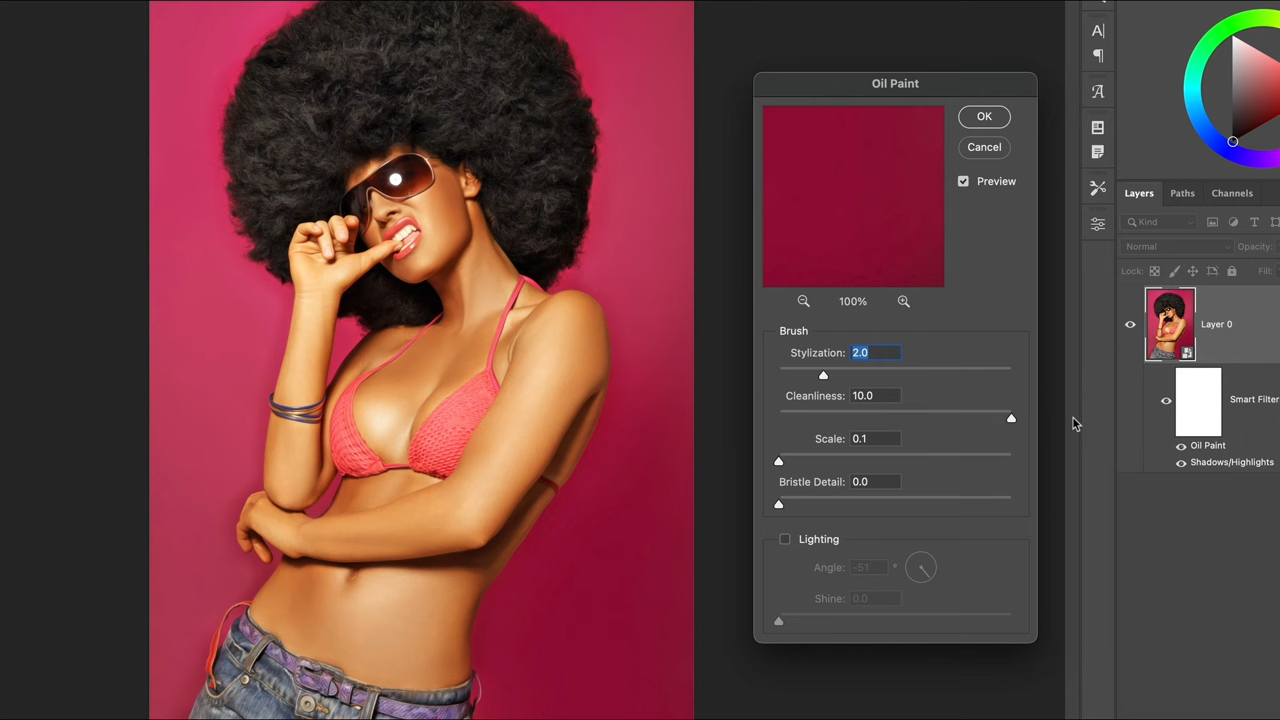 Oil Paint
OK
Cancel
Preview
100%
Brush
Stylization: 2.0
Cleanliness: 10.0
Scale: 0.1
Bristle Detail: 0.0
Lighting
Angle: -51 °
Shine: 0.0
A|
¶
A
Layers Paths Channels
Kind
T
Normal Opacity:
Lock: Fill:
Layer 0
Smart Filter
Oil Paint
Shadows/Highlights